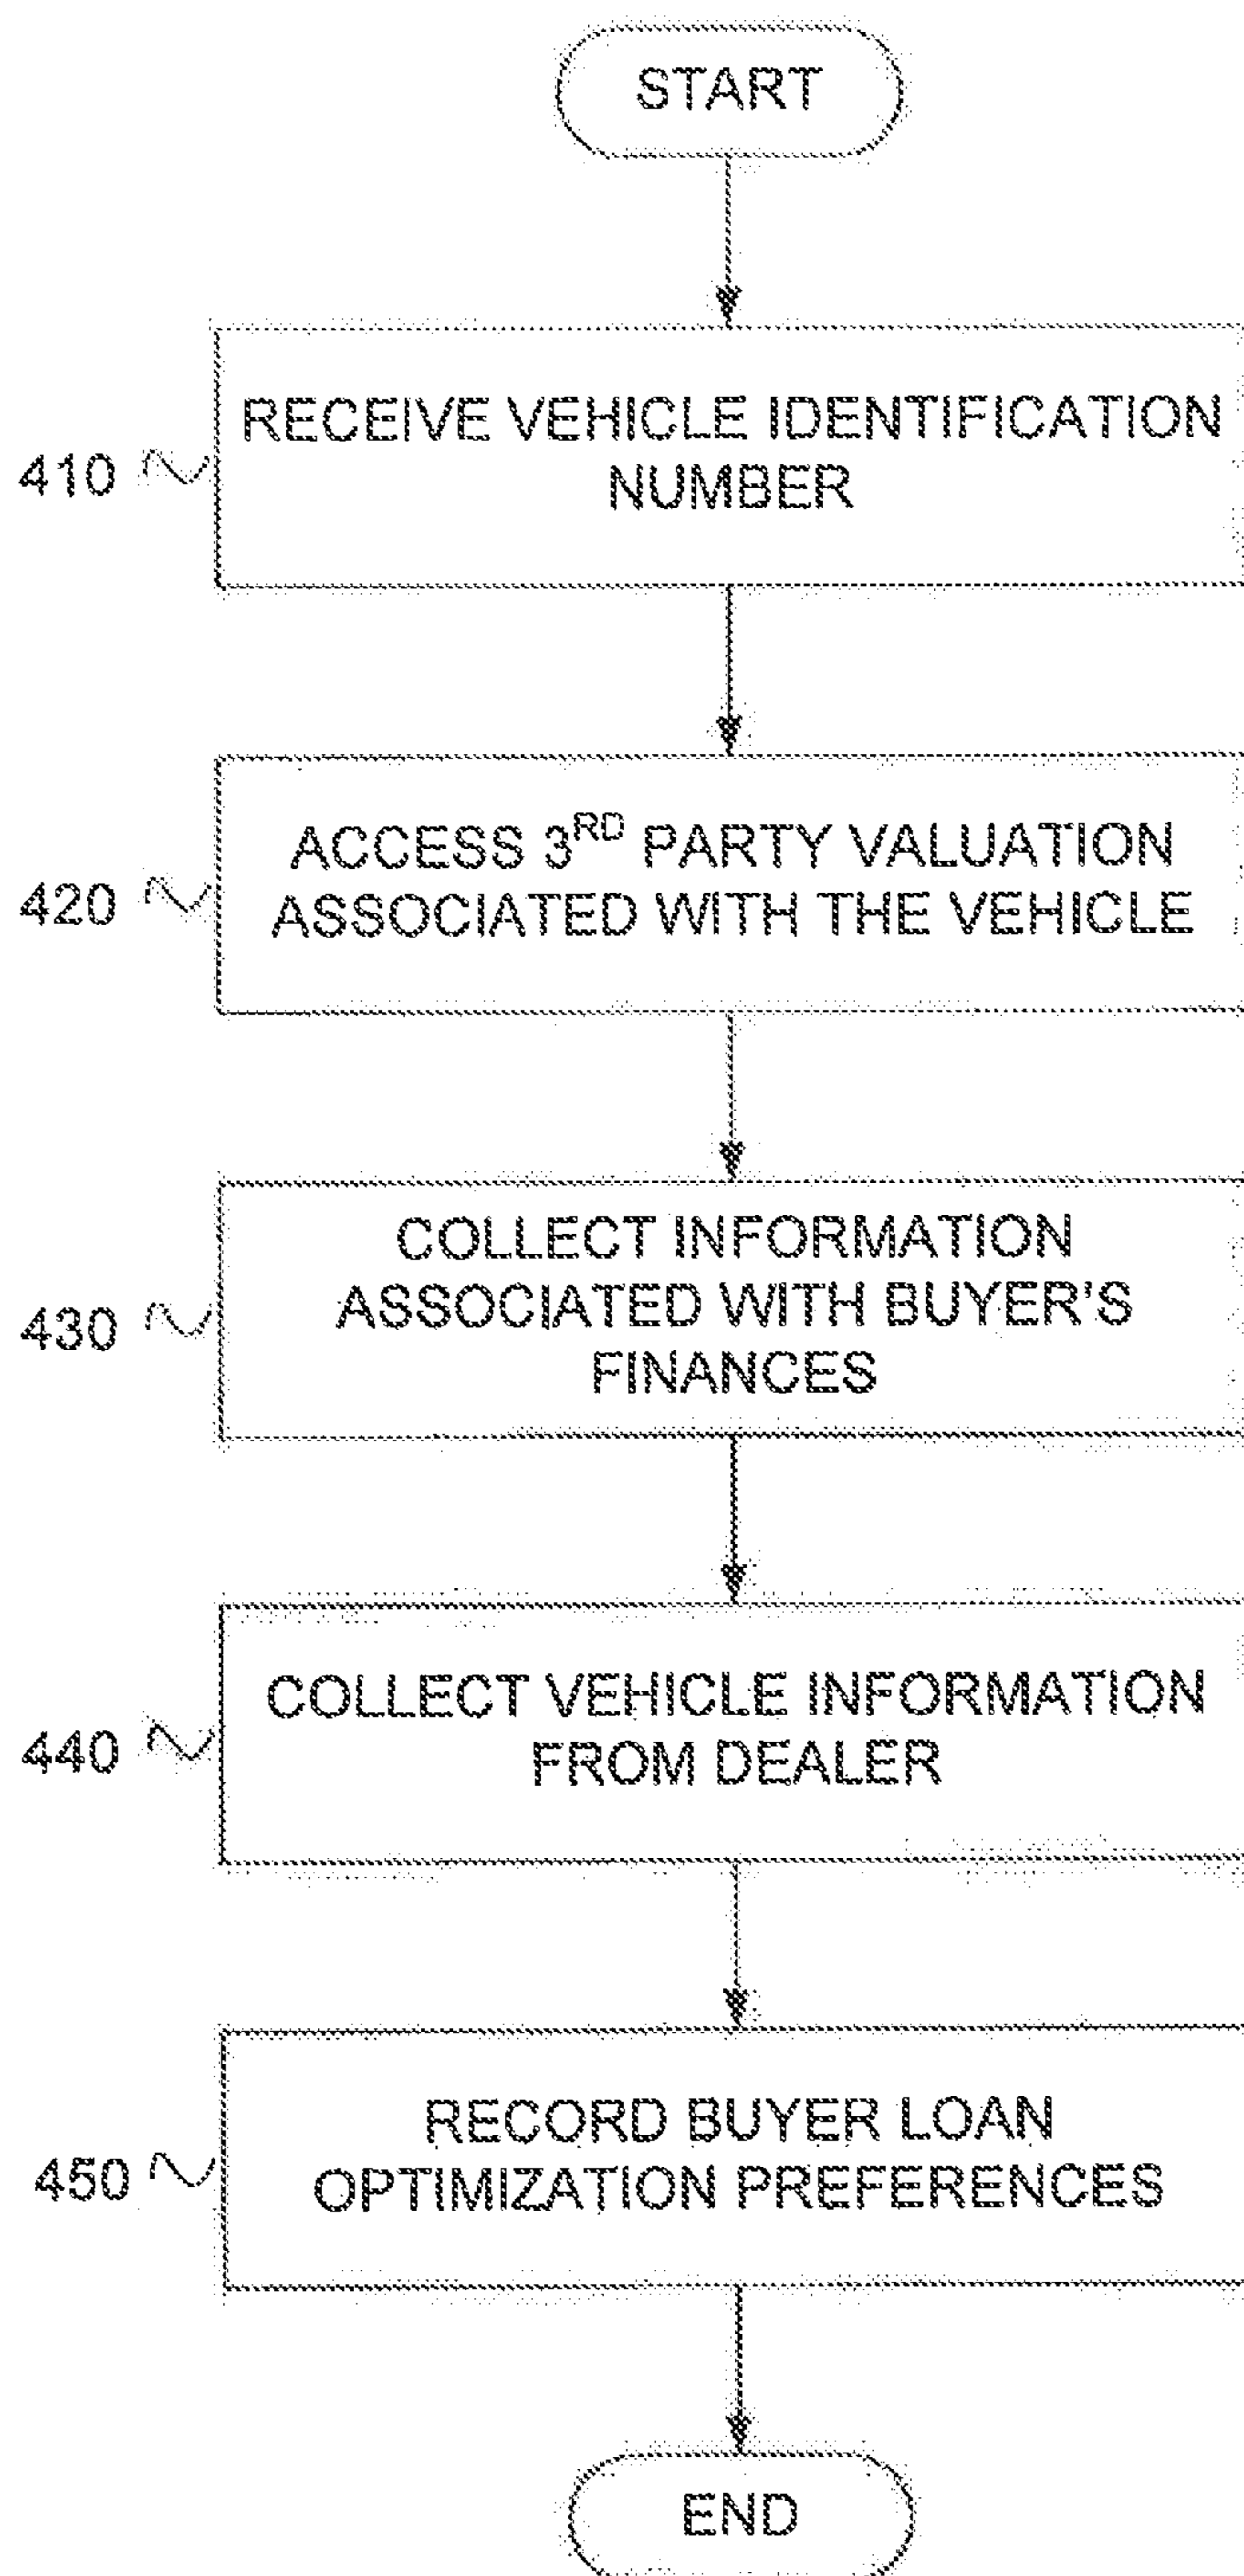 START
RECEIVE VEHICLE IDENTIFICATION
NUMBER
410
ACCESS 3RD PARTY VALUATION
ASSOCIATED WITH THE VEHICLE
420
COLLECT INFORMATION
ASSOCIATED WITH BUYER'S
FINANCES
430
COLLECT VEHICLE INFORMATION
FROM DEALER
440
RECORD BUYER LOAN
OPTIMIZATION PREFERENCES
450
END